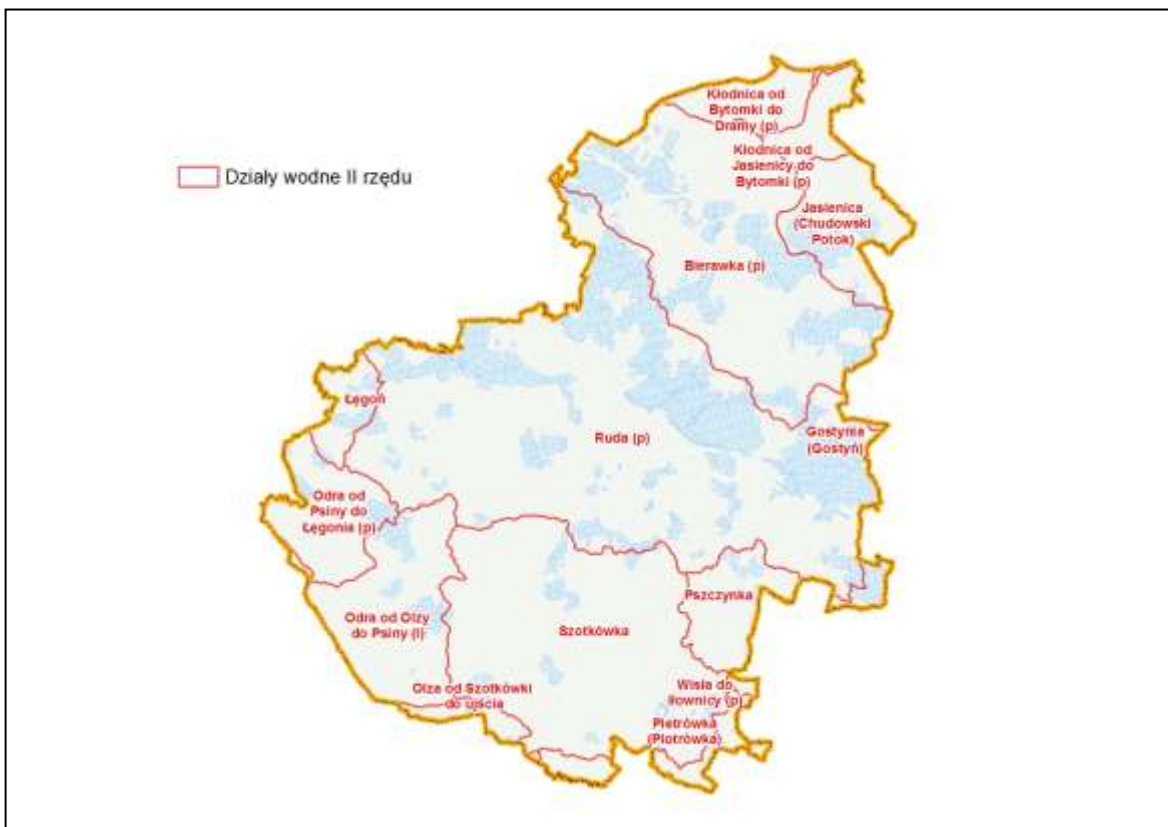 Kłodnica od
Bytomki do
Dramy (p)
Kłodnica od
Jasienicy do
Bytomki (p)
Działy wodne II rzędu
Jasienica
(Chudowski
Potok)
Bierawka (p)
Łęgoń
Ruda (p)
Gostynia
(Gostyń)
Odra od
Psiny do
Łęgonia (p)
Pszczynka
Odra od Olzy
do Psiny (l)
Szotkówka
Olza od Szotkówki
do ujścia
Wisła do
Iłownicy (p)
Pietrówka
(Piotrówka)